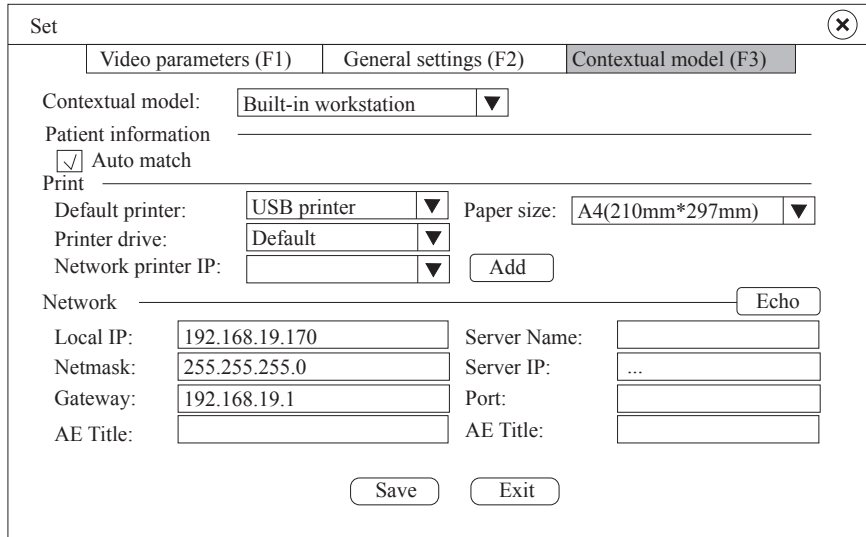 Set
Video parameters (F1) General settings (F2) Contextual model (F3)
Contextual model: Built-in workstation
Patient information
Auto match
Print
Default printer: USB printer Paper size: A4(210mm*297mm)
Printer drive: Default
Network printer IP: Add
Network Echo
Local IP: 192.168.19.170 Server Name:
Netmask: 255.255.255.0 Server IP: ...
Gateway: 192.168.19.1 Port:
AE Title: AE Title:
Save Exit